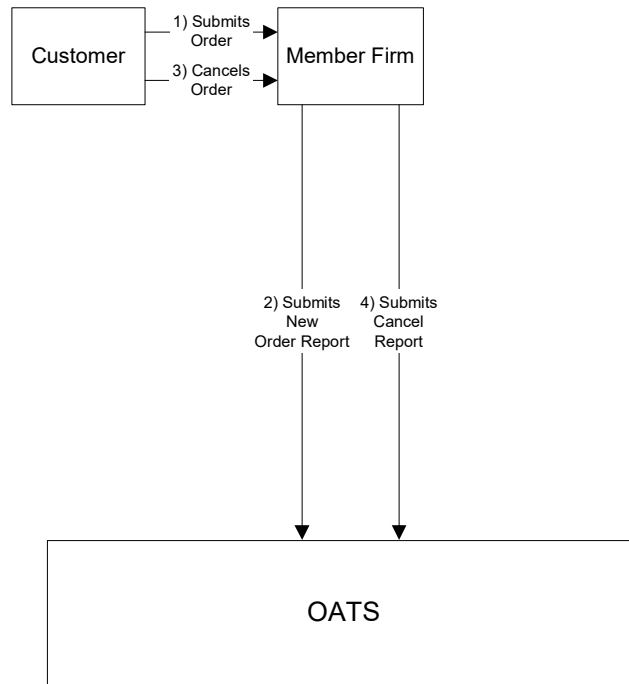 1) Submits
Order
Customer
Member Firm
3) Cancels
Order
2) Submits
New
Order Report
4) Submits
Cancel
Report
OATS